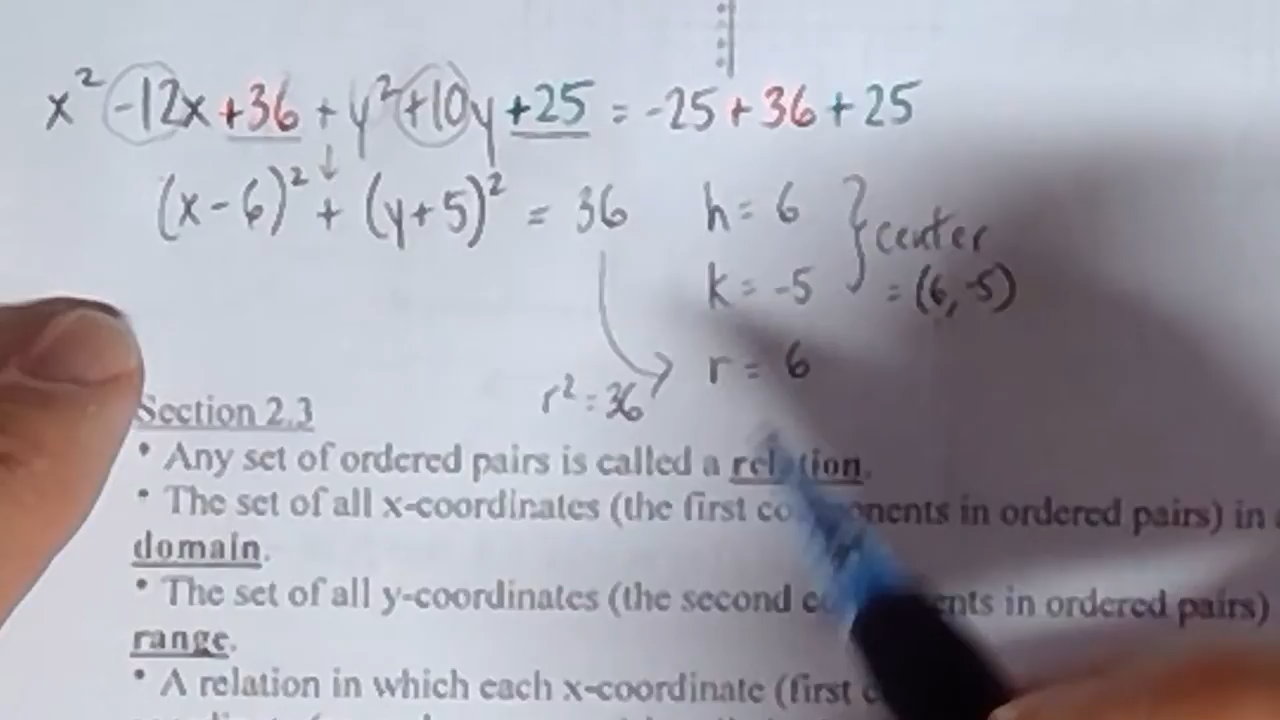 x² -12x +36 + y² +10y +25 = -25 + 36 + 25
(x-6)² + (y+5)² = 36
h = 6
k = -5
} center = (6,-5)
r² = 36
r = 6
Section 2.3
• Any set of ordered pairs is called a relation.
• The set of all x-coordinates (the first in ordered pairs) in
domain.
• The set of all y-coordinates (the second in ordered pairs)
range.
• A relation in which each x-coordinate (first